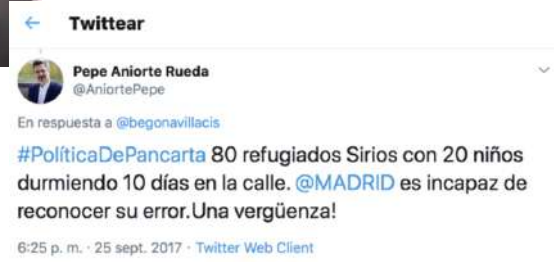 Twittear
Pepe Aniorte Rueda
@AniortePepe
En respuesta a @begonavillacis
#PolíticaDePancarta 80 refugiados Sirios con 20 niños
durmiendo 10 días en la calle. @MADRID es incapaz de
reconocer su error.Una vergüenza!
6:25 p. m. · 25 sept. 2017 · Twitter Web Client